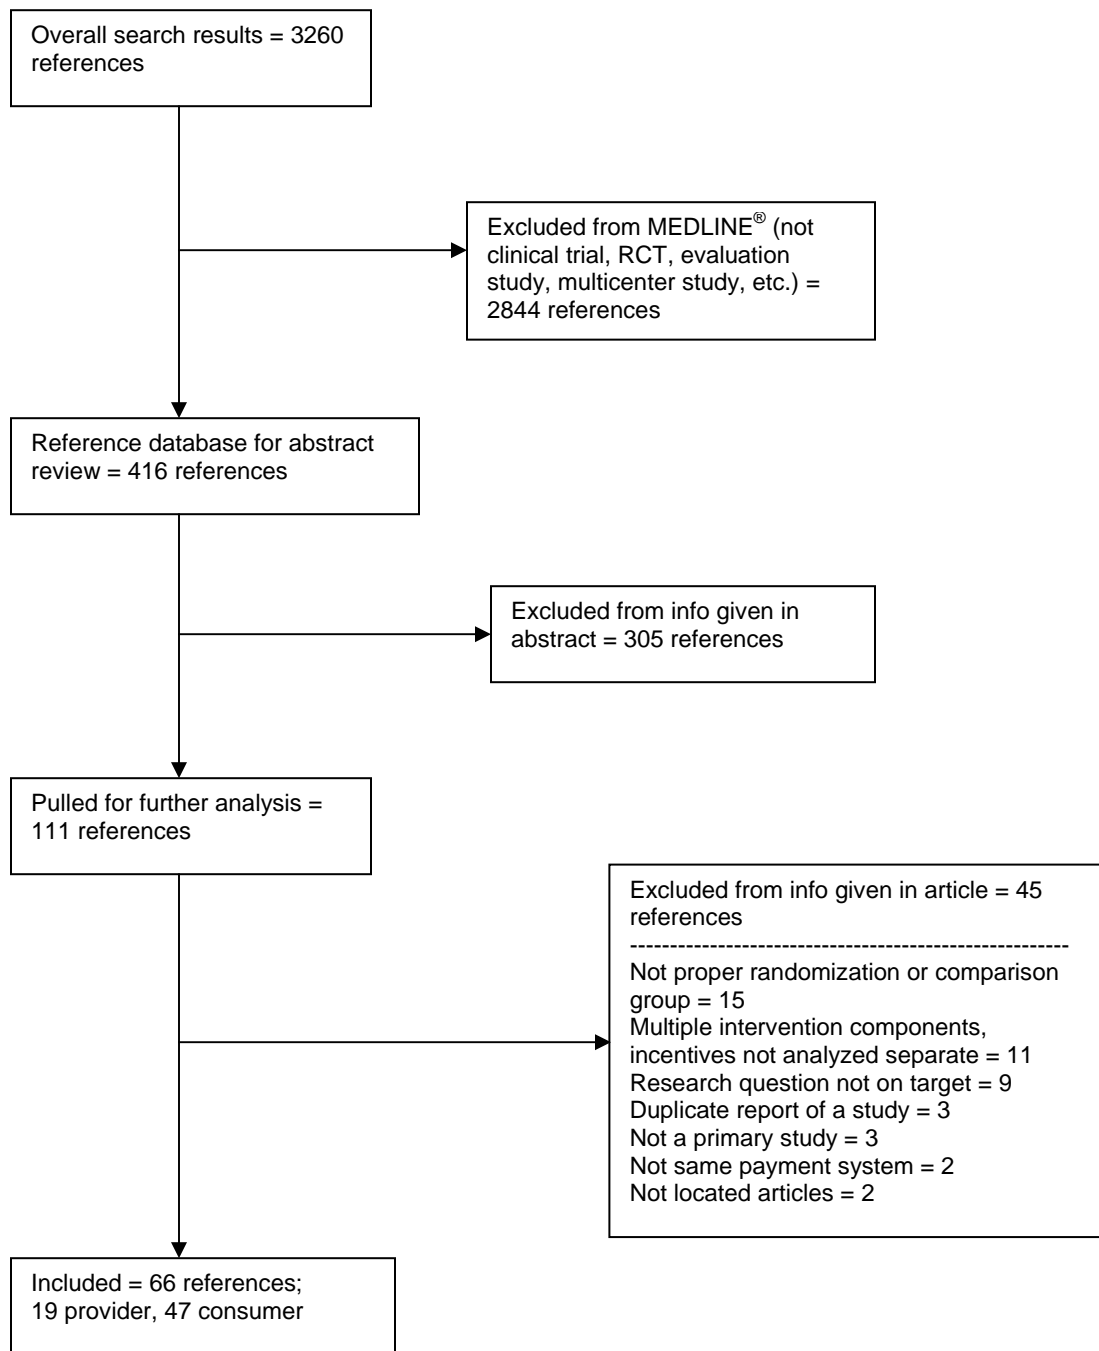 Overall search results = 3260
references
Excluded from MEDLINE® (not
clinical trial, RCT, evaluation
study, multicenter study, etc.) =
2844 references
Reference database for abstract
review = 416 references
Excluded from info given in
abstract = 305 references
Pulled for further analysis =
111 references
Excluded from info given in article = 45
references
-------------------------------------------------------
Not proper randomization or comparison
group = 15
Multiple intervention components,
incentives not analyzed separate = 11
Research question not on target = 9
Duplicate report of a study = 3
Not a primary study = 3
Not same payment system = 2
Not located articles = 2
Included = 66 references;
19 provider, 47 consumer